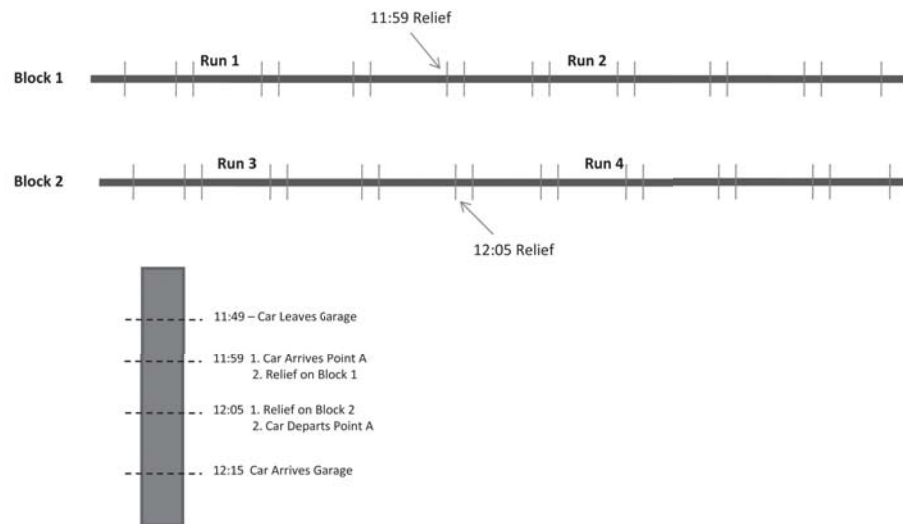 11:59 Relief
Run 1
Run 2
Block 1
Run 3
Run 4
Block 2
12:05 Relief
11:49 – Car Leaves Garage
11:59 1. Car Arrives Point A
2. Relief on Block 1
12:05 1. Relief on Block 2
2. Car Departs Point A
12:15 Car Arrives Garage